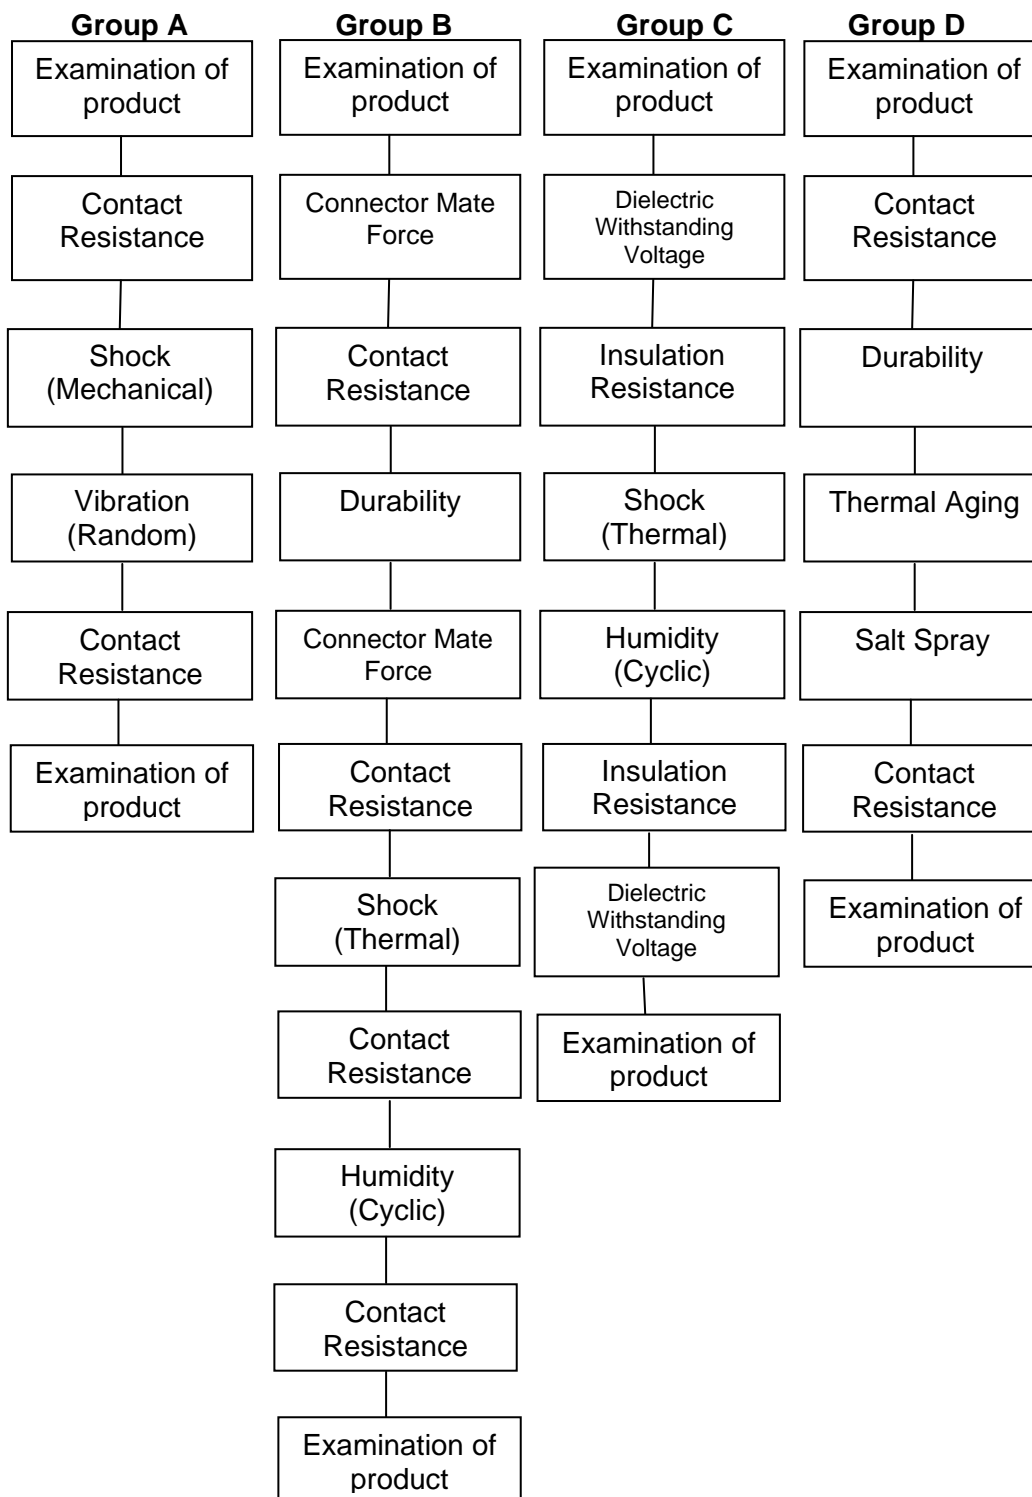 Group A
Examination of
product
Contact
Resistance
Shock
(Mechanical)
Vibration
(Random)
Contact
Resistance
Examination of
product
Group B
Examination of
product
Connector Mate
Force
Contact
Resistance
Durability
Connector Mate
Force
Contact
Resistance
Shock
(Thermal)
Contact
Resistance
Humidity
(Cyclic)
Contact
Resistance
Examination of
product
Group C
Examination of
product
Dielectric
Withstanding
Voltage
Insulation
Resistance
Shock
(Thermal)
Humidity
(Cyclic)
Insulation
Resistance
Dielectric
Withstanding
Voltage
Examination of
product
Group D
Examination of
product
Contact
Resistance
Durability
Thermal Aging
Salt Spray
Contact
Resistance
Examination of
product